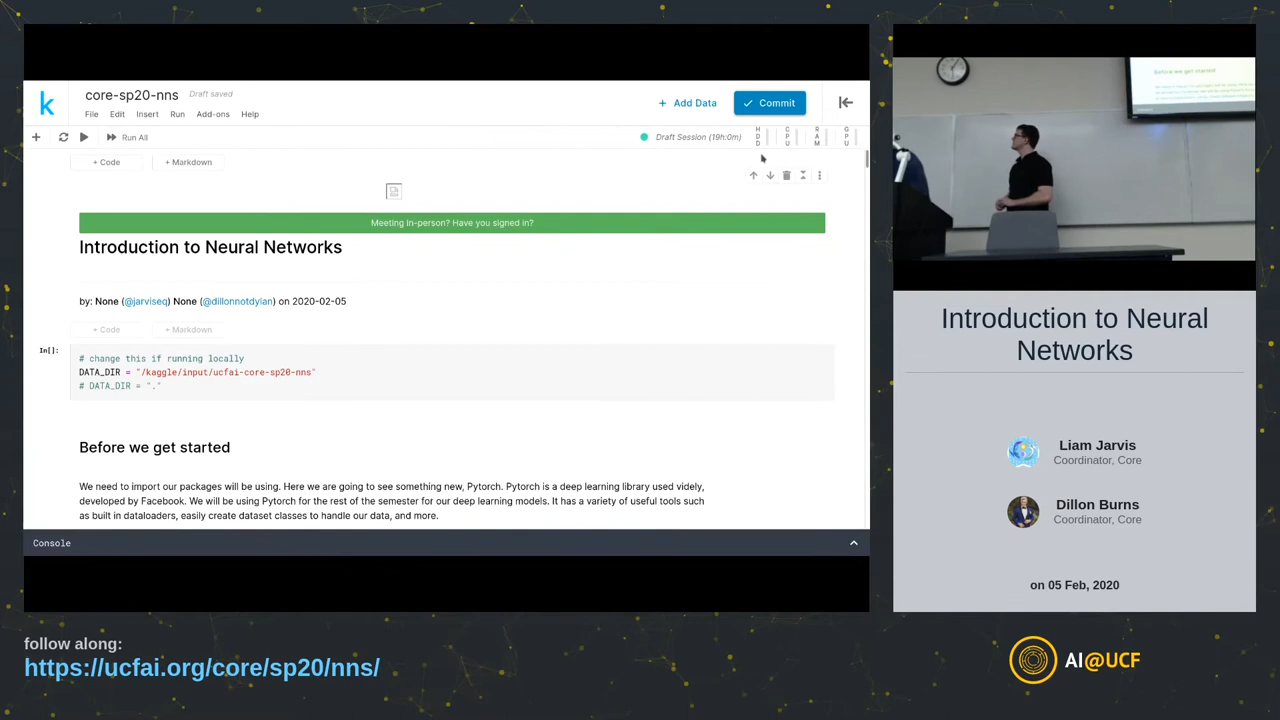 k
core-sp20-nns
Draft saved
File Edit Insert Run Add-ons Help
+ Add Data
Commit
Run All
Draft Session (19h:0m)
HDD
CPU
RAM
GPU
+ Code
+ Markdown
Meeting in-person? Have you signed in?
Introduction to Neural Networks
by: None (@jarviseq) None (@dillonnotdylan) on 2020-02-05
+ Code
+ Markdown
In[]:
# change this if running locally
DATA_DIR = "/kaggle/input/ucfai-core-sp20-nns"
# DATA_DIR = "."
Before we get started
We need to import our packages will be using. Here we are going to see something new, Pytorch. Pytorch is a deep learning library used videly,
developed by Facebook. We will be using Pytorch for the rest of the semester for our deep learning models. It has a variety of useful tools such
as built in dataloaders, easily create dataset classes to handle our data, and more.
Console
Before we get started
Introduction to Neural
Networks
Liam Jarvis
Coordinator, Core
Dillon Burns
Coordinator, Core
on 05 Feb, 2020
follow along:
https://ucfai.org/core/sp20/nns/
AI@UCF